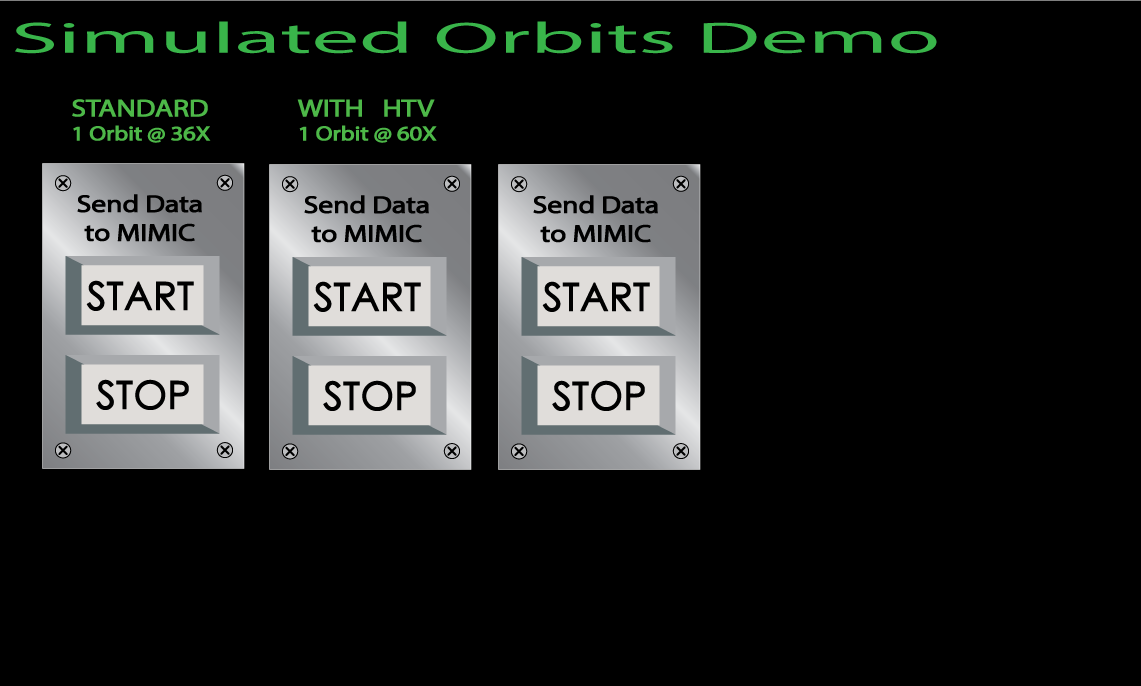 Simulated Orbits Demo
STANDARD
1 Orbit @ 36X
WITH HTV
1 Orbit @ 60X
Send Data
to MIMIC
START
STOP
Send Data
to MIMIC
START
STOP
Send Data
to MIMIC
START
STOP